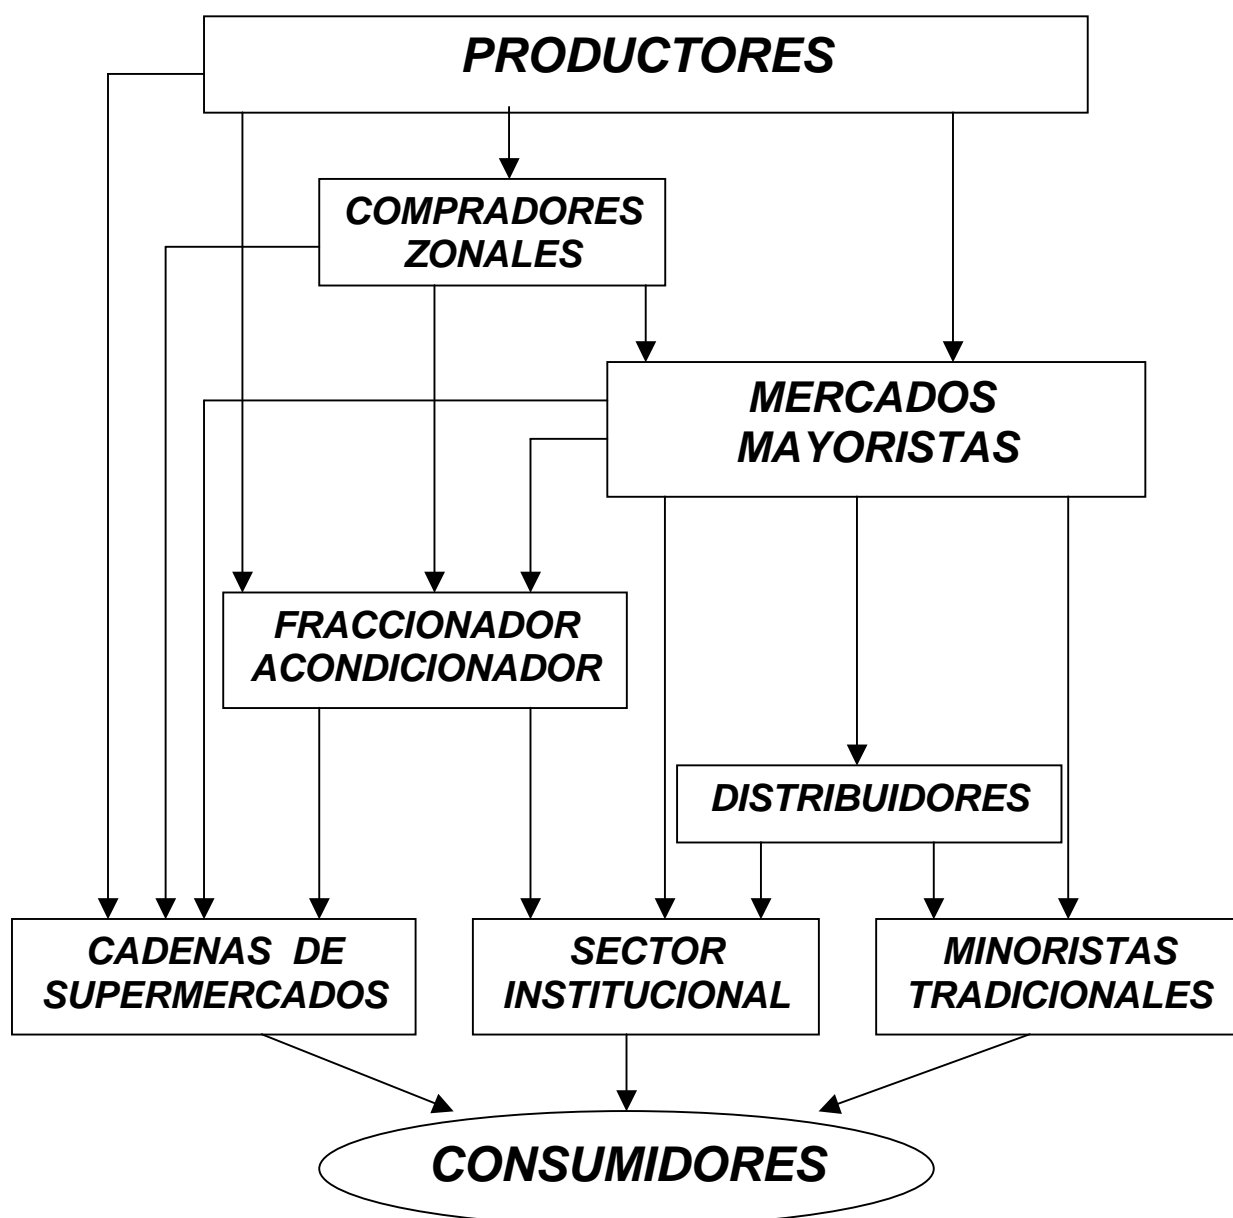 PRODUCTORES
COMPRADORES
ZONALES
MERCADOS
MAYORISTAS
FRACCIONADOR
ACONDICIONADOR
DISTRIBUIDORES
CADENAS DE
SUPERMERCADOS
SECTOR
INSTITUCIONAL
MINORISTAS
TRADICIONALES
CONSUMIDORES